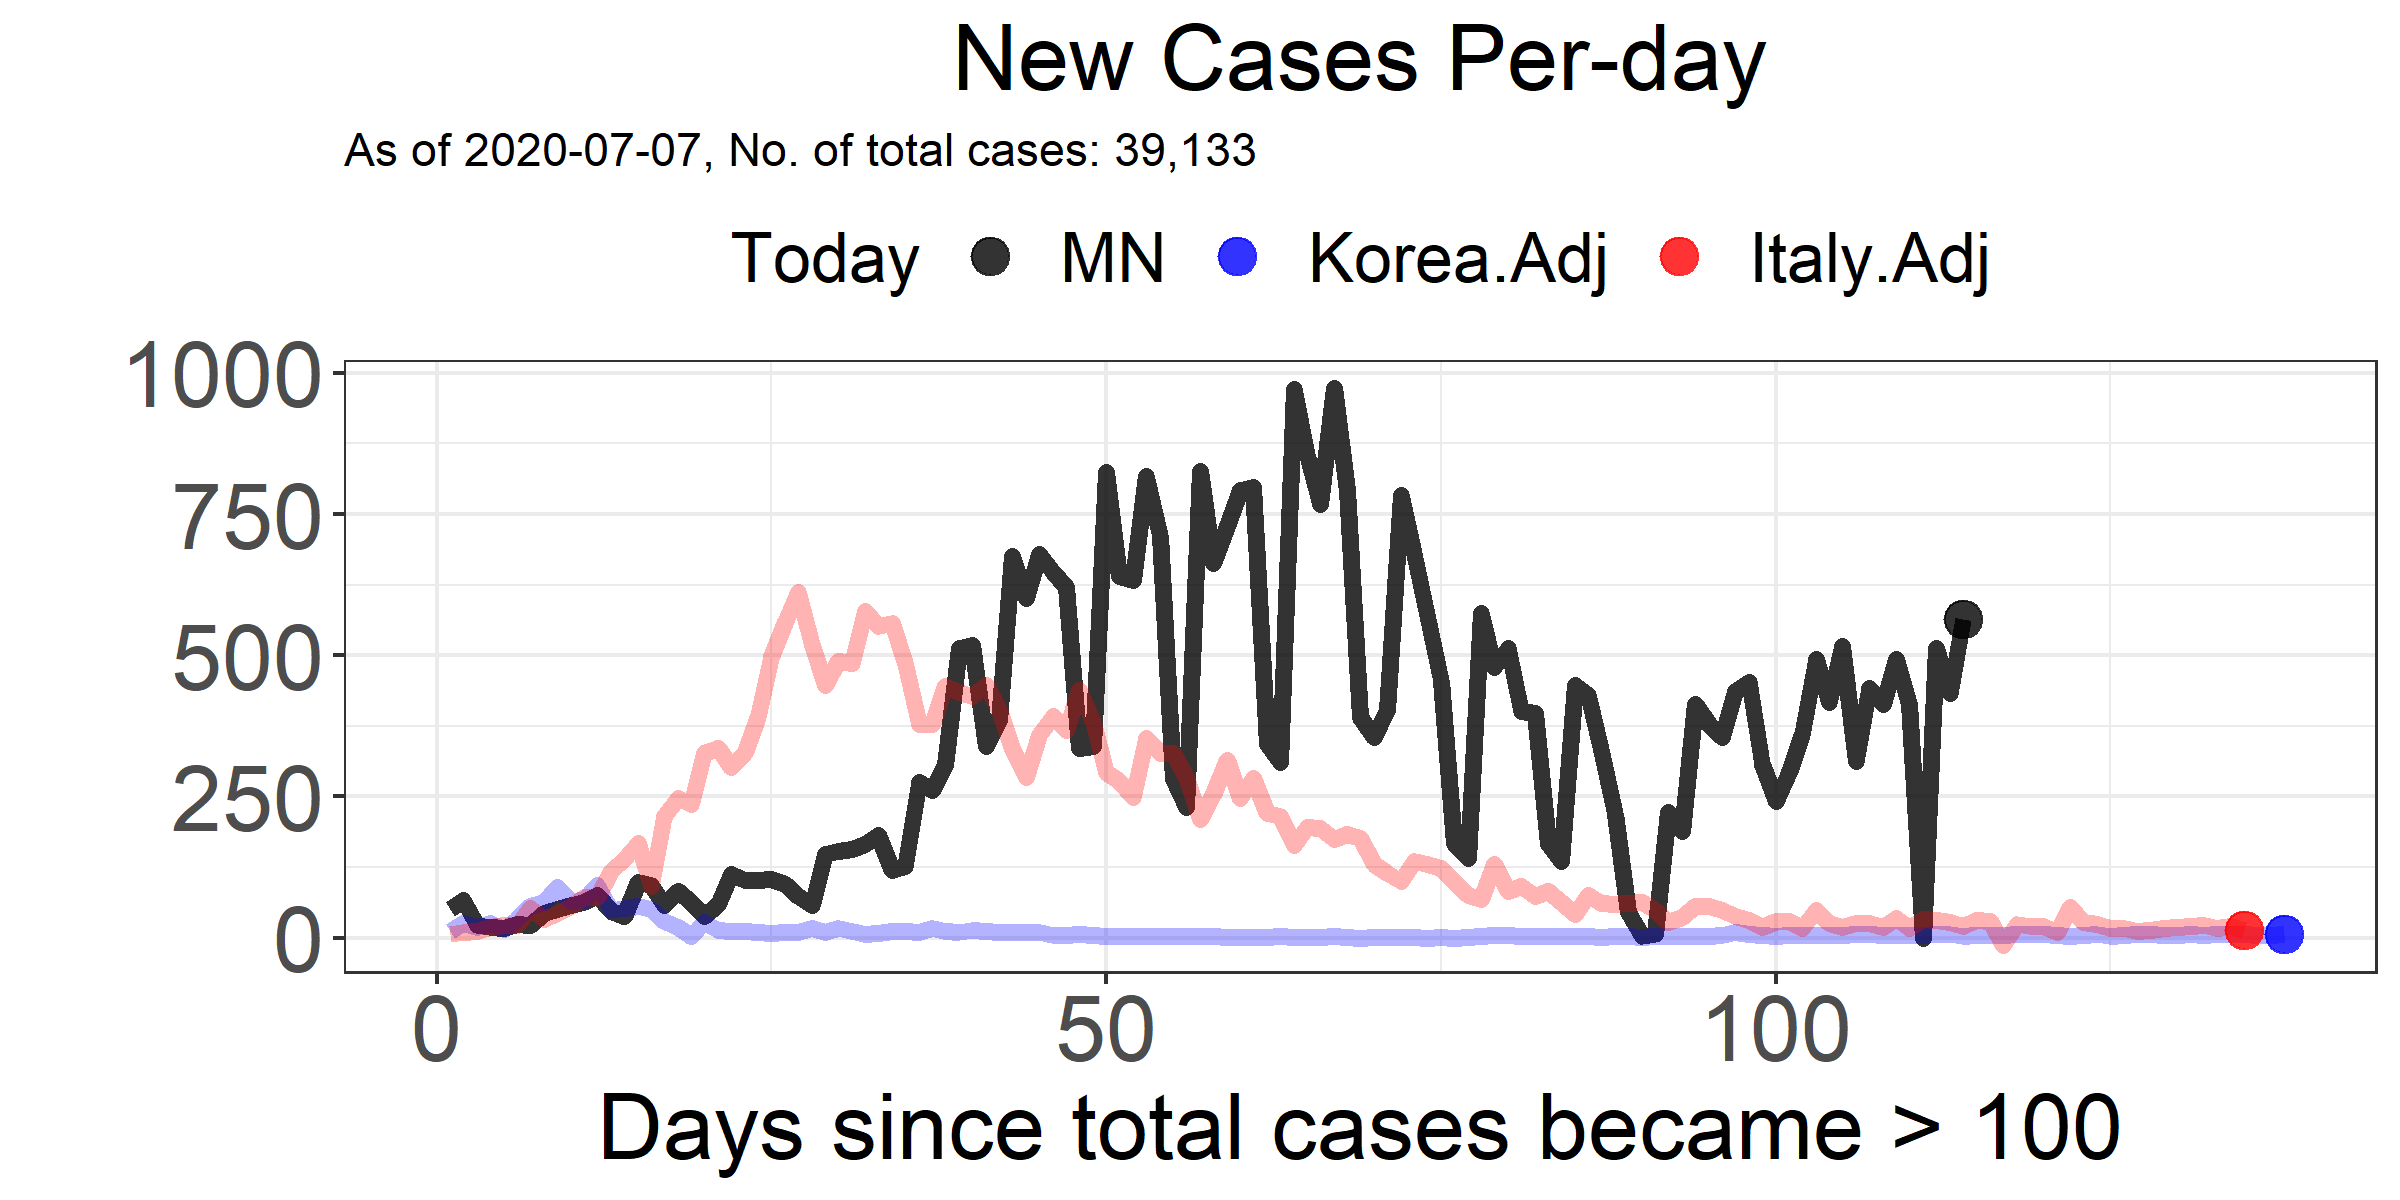 New Cases Per-day
As of 2020-07-07, No. of total cases: 39,133
Today MN Korea.Adj Italy.Adj
1000
750
500
250
0
0 50 100
Days since total cases became > 100